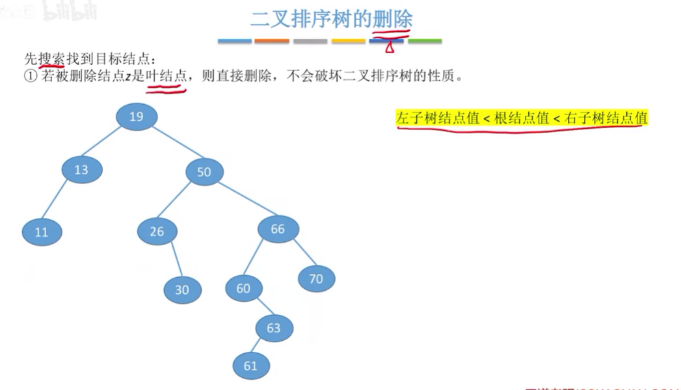 二叉排序树的删除
先搜索找到目标结点：
① 若被删除结点z是叶结点，则直接删除，不会破坏二叉排序树的性质。
左子树结点值 < 根结点值 < 右子树结点值
19
13
50
11
26
66
30
60
70
63
61